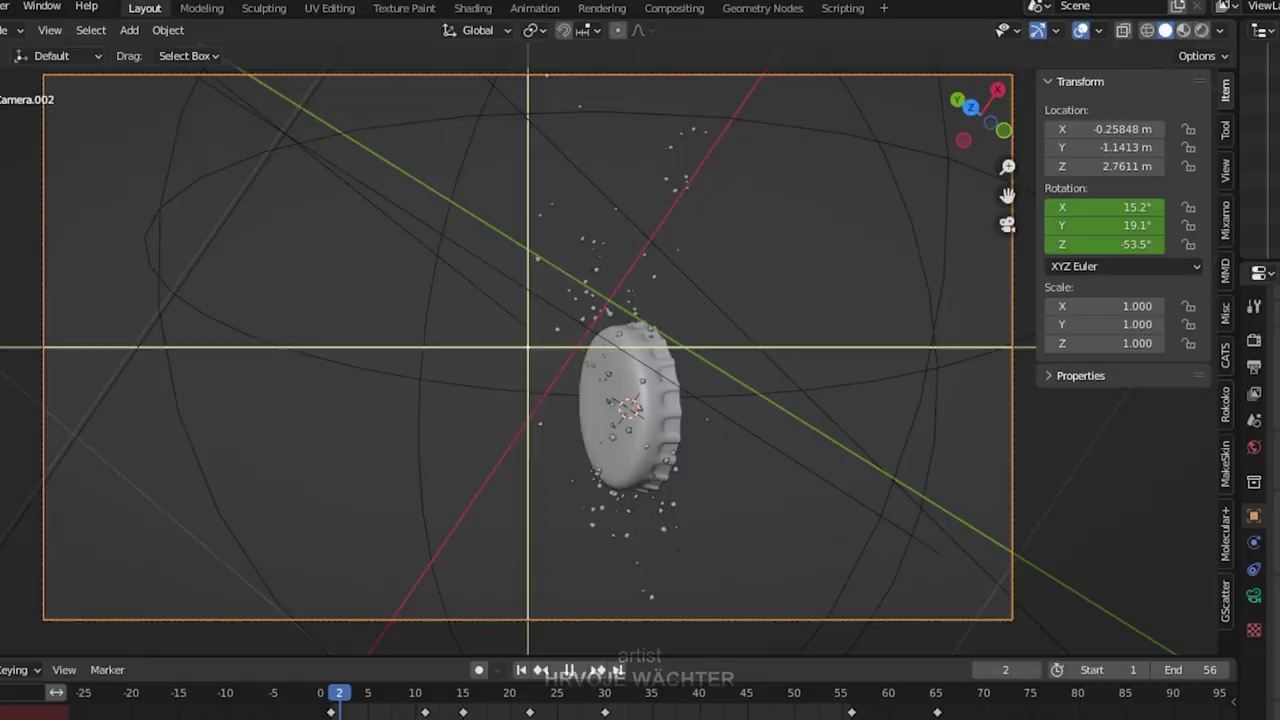 Window Help Layout Modeling Sculpting UV Editing Texture Paint Shading Animation Rendering Compositing Geometry Nodes Scripting + Scene
View Select Add Object Global
Default Drag: Select Box Options
Transform
Item
Camera.002
Y Z X
Location:
X -0.25848 m
Tool
Y -1.1413 m
Z 2.7611 m
View
Rotation:
X 15.2°
Mixamo
Y 19.1°
Z -53.5°
XYZ Euler
MMD
Scale:
X 1.000
Misc
Y 1.000
Z 1.000
CATS
Properties
Rokoko
MakeSkin
Molecular+
GScatter
artist
Keying View Marker 2 Start 1 End 56
HRVOJE WÄCHTER
-25 -20 -15 -10 -5 0 2 5 10 15 20 25 30 35 40 45 50 55 60 65 70 75 80 85 90 95